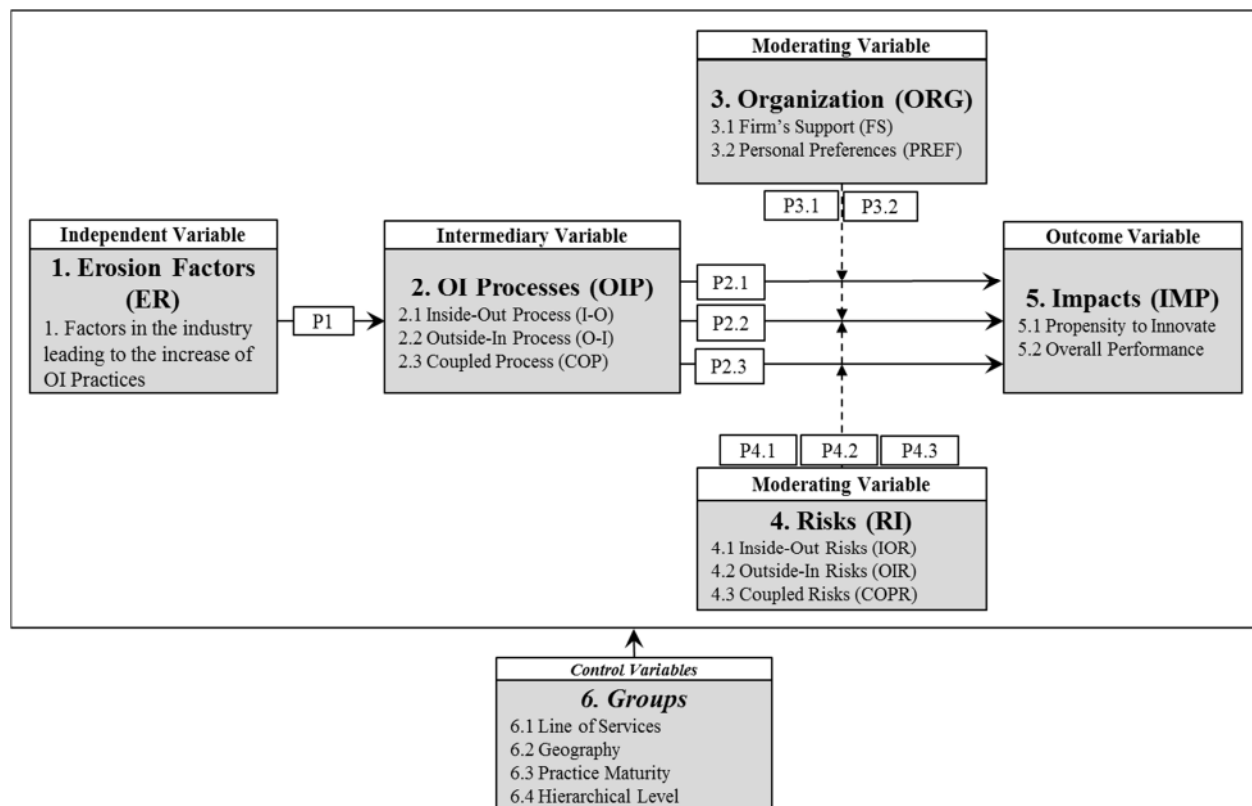 Moderating Variable
3. Organization (ORG)
3.1 Firm's Support (FS)
3.2 Personal Preferences (PREF)
P3.1
P3.2
Independent Variable
1. Erosion Factors
(ER)
1. Factors in the industry
leading to the increase of
OI Practices
P1
Intermediary Variable
2. OI Processes (OIP)
2.1 Inside-Out Process (I-O)
2.2 Outside-In Process (O-I)
2.3 Coupled Process (COP)
P2.1
P2.2
P2.3
Outcome Variable
5. Impacts (IMP)
5.1 Propensity to Innovate
5.2 Overall Performance
P4.1
P4.2
P4.3
Moderating Variable
4. Risks (RI)
4.1 Inside-Out Risks (IOR)
4.2 Outside-In Risks (OIR)
4.3 Coupled Risks (COPR)
Control Variables
6. Groups
6.1 Line of Services
6.2 Geography
6.3 Practice Maturity
6.4 Hierarchical Level